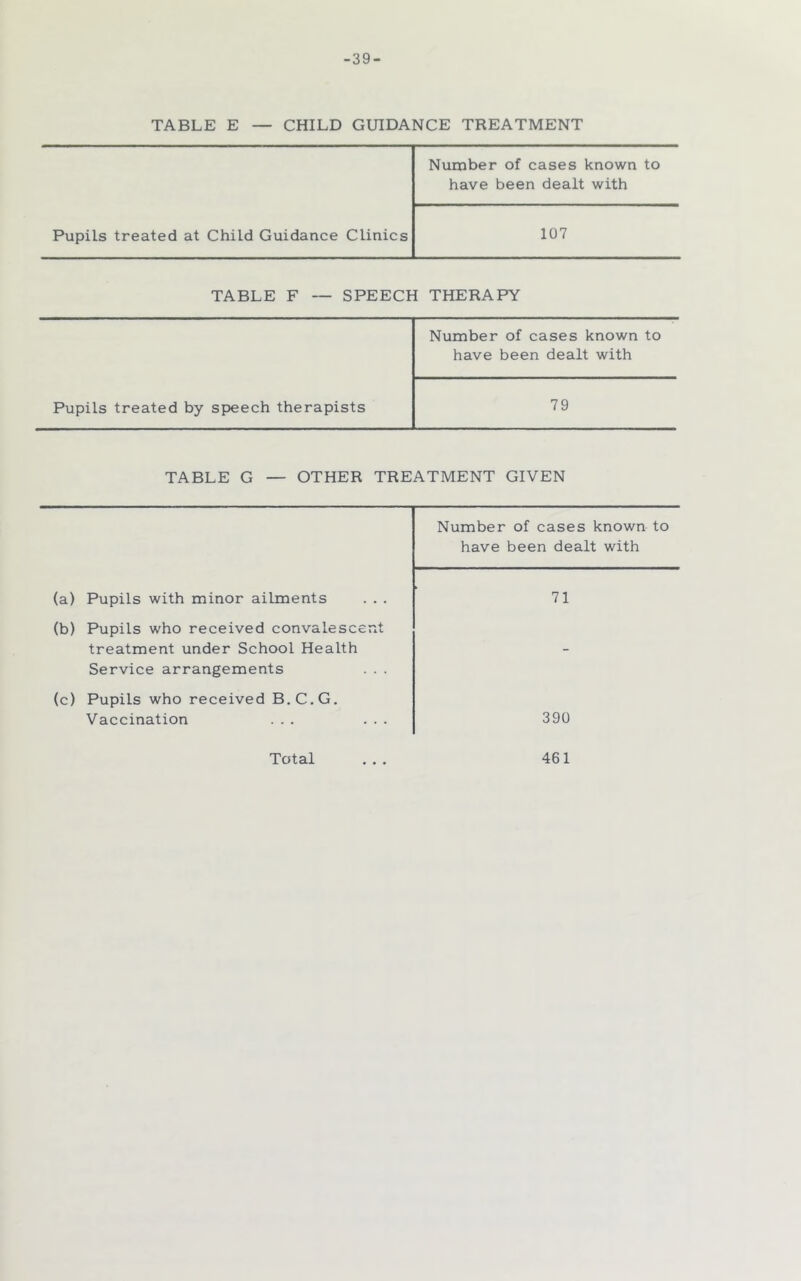 -39-
TABLE E — CHILD GUIDANCE TREATMENT
Number of cases known to
have been dealt with
Pupils treated at Child Guidance Clinics 107
TABLE F — SPEECH THERAPY
Number of cases known to
have been dealt with
Pupils treated by speech therapists 79
TABLE G — OTHER TREATMENT GIVEN
Number of cases known to
have been dealt with
(a) Pupils with minor ailments ... 71
(b) Pupils who received convalescent
treatment under School Health -
Service arrangements ...
(c) Pupils who received B.C.G.
Vaccination ... ... 390
Total ... 461